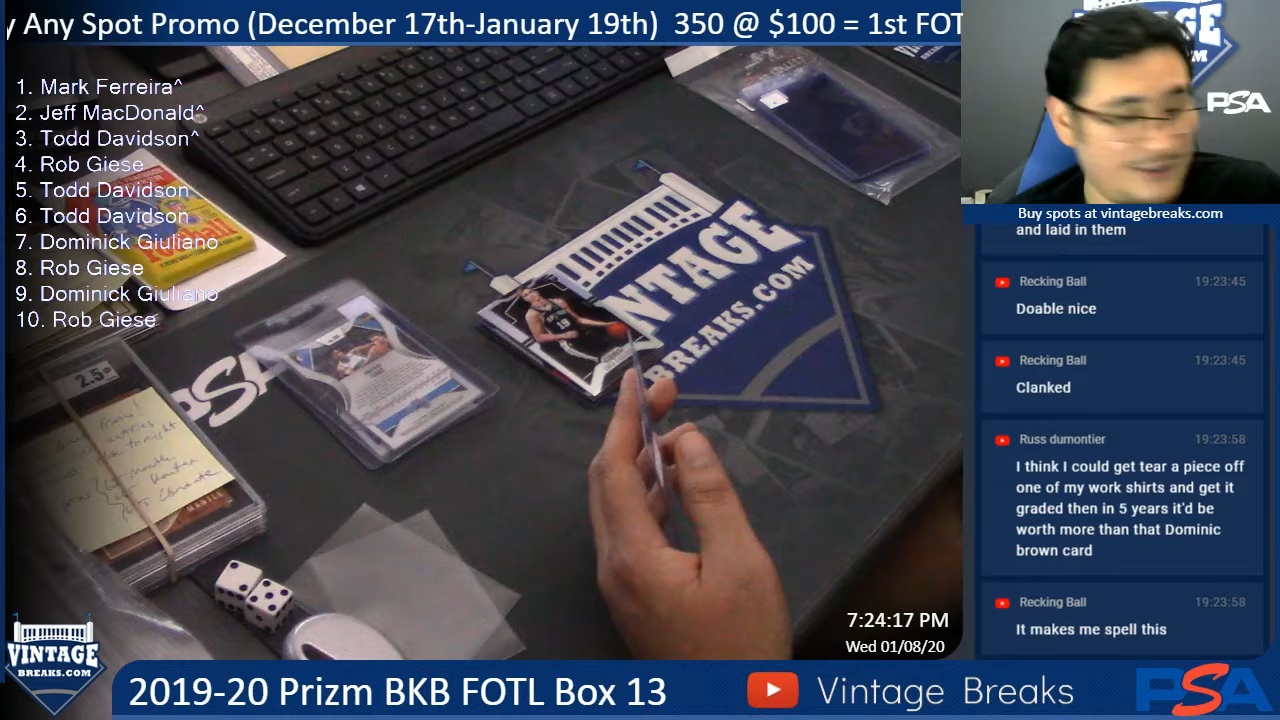 y Any Spot Promo (December 17th-January 19th) 350 @ $100 = 1st FOT
1. Mark Ferreira^
2. Jeff MacDonald^
3. Todd Davidson^
4. Rob Giese
5. Todd Davidson
6. Todd Davidson
7. Dominick Giuliano
8. Rob Giese
9. Dominick Giuliano
10. Rob Giese
PSA
Buy spots at vintagebreaks.com
and laid in them
Recking Ball 19:23:45
Doable nice
Recking Ball 19:23:45
Clanked
Russ dumontier 19:23:58
I think I could get tear a piece off
one of my work shirts and get it
graded then in 5 years it'd be
worth more than that Dominic
brown card
Recking Ball 19:23:58
It makes me spell this
NTAGE
BREAKS.COM
PSA
Football
2.5
tonight
MANTLE
7:24:17 PM
Wed 01/08/20
VINTAGE
BREAKS.COM
2019-20 Prizm BKB FOTL Box 13
Vintage Breaks
PSA